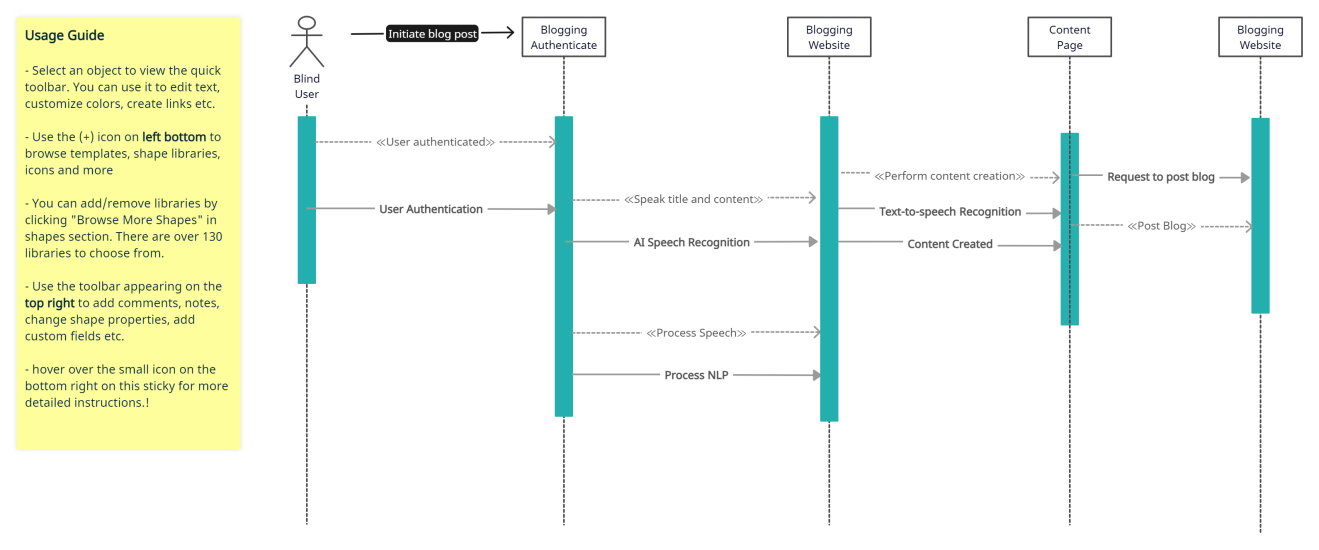 Usage Guide
- Select an object to view the quick
toolbar. You can use it to edit text,
customize colors, create links etc.
- Use the (+) icon on left bottom to
browse templates, shape libraries,
icons and more
- You can add/remove libraries by
clicking "Browse More Shapes" in
shapes section. There are over 130
libraries to choose from.
- Use the toolbar appearing on the
top right to add comments, notes,
change shape properties, add
custom fields etc.
- hover over the small icon on the
bottom right on this sticky for more
detailed instructions.!
Blind
User
Initiate blog post
Blogging
Authenticate
Blogging
Website
Content
Page
Blogging
Website
<<User authenticated>>
<<Perform content creation>>
Request to post blog
<<Speak title and content>>
User Authentication
Text-to-speech Recognition
<<Post Blog>>
AI Speech Recognition
Content Created
<<Process Speech>>
Process NLP